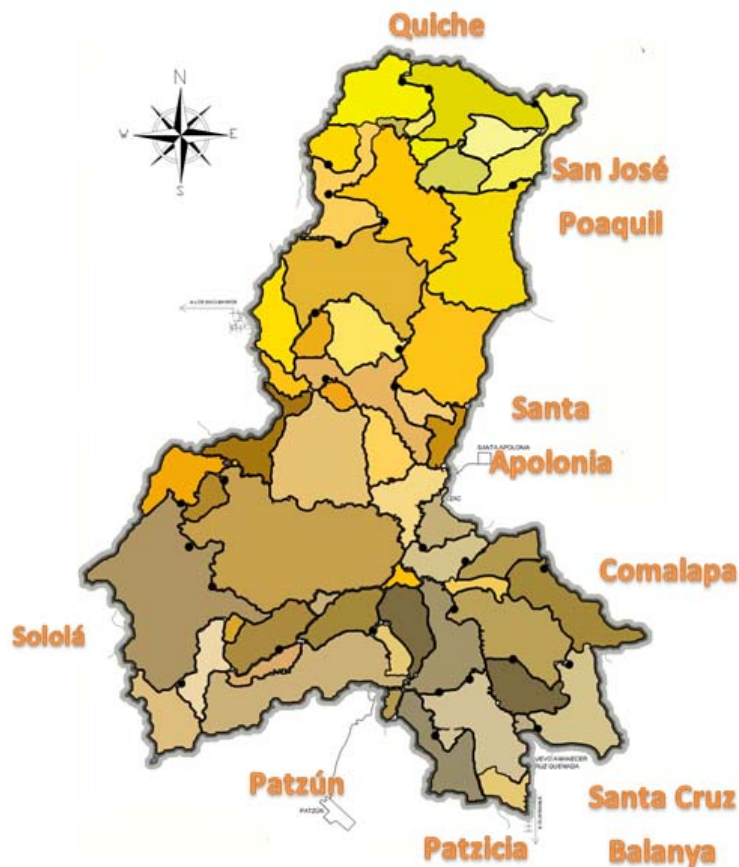 Quiche
N
W E
S
San José
Poaquil
Santa
Apolonia
SANTA APOLONIA
Comalapa
Sololá
Patzún
PATZÚN
Santa Cruz
Balanya
Patzicia